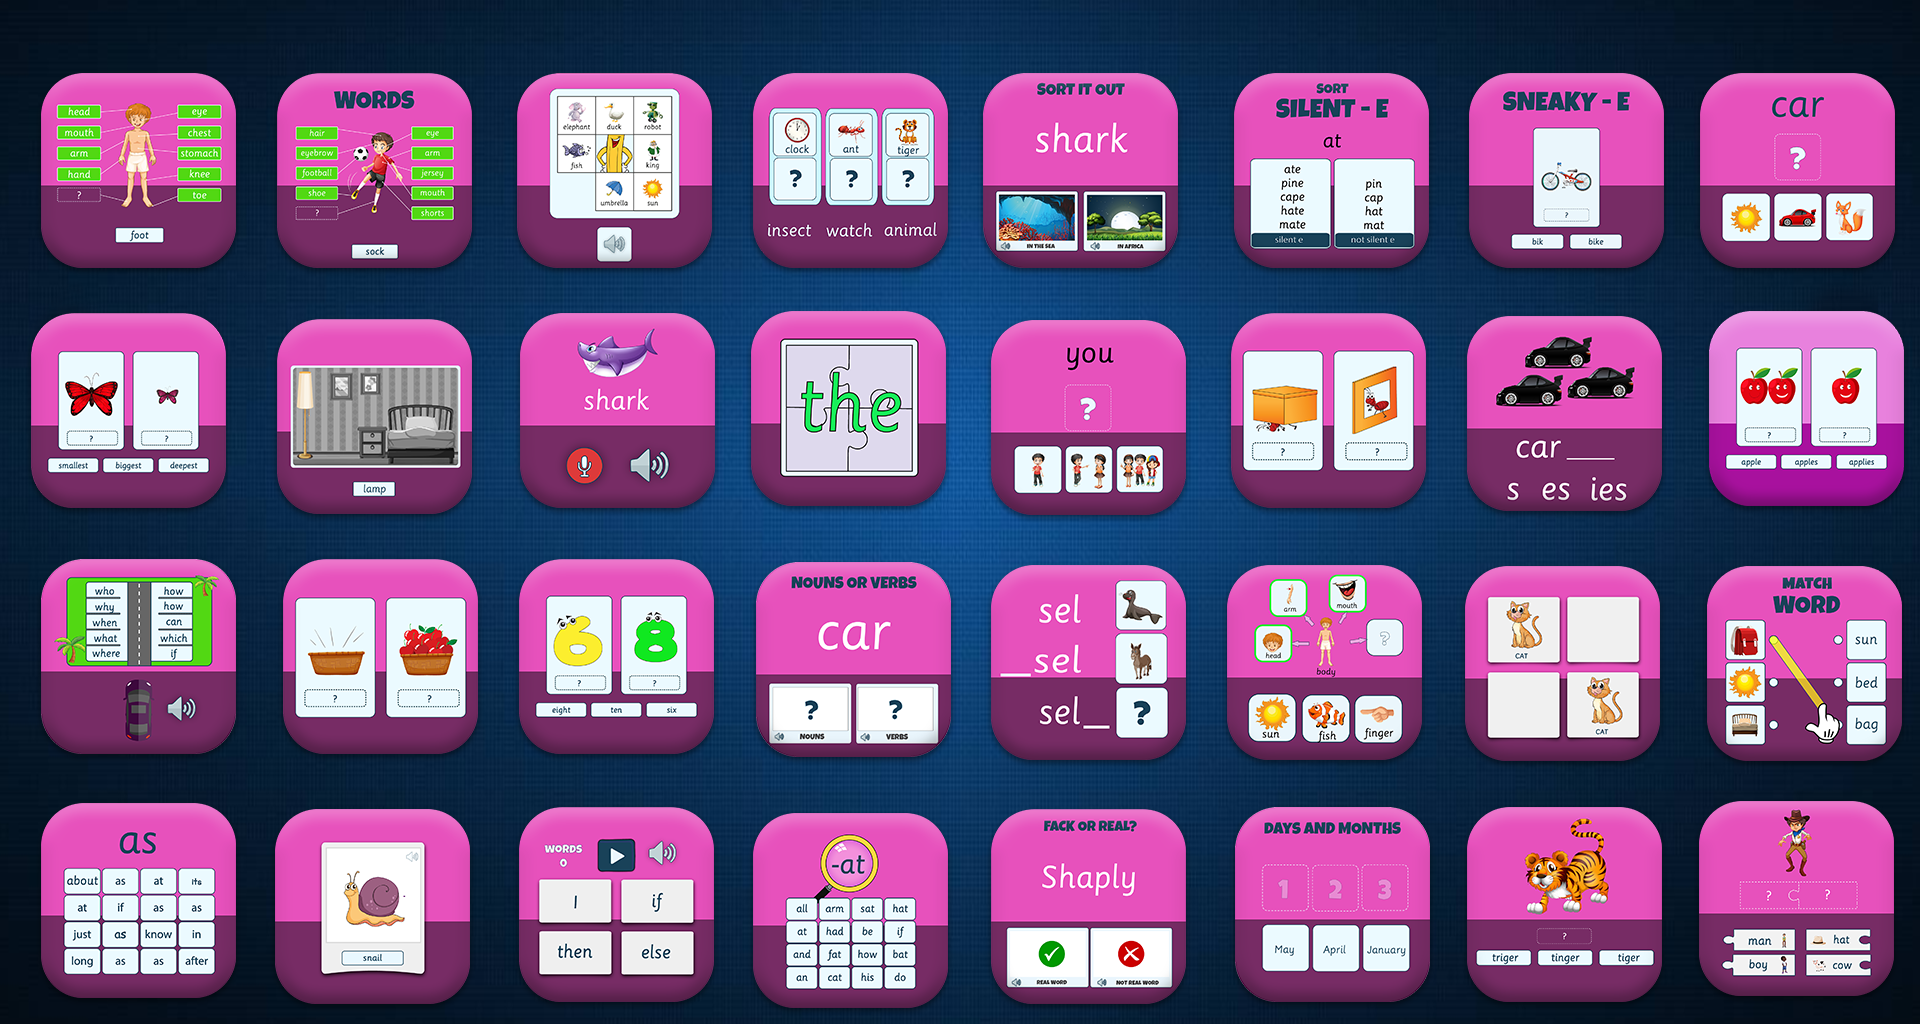 head
eye
mouth
chest
arm
stomach
hand
knee
?
toe
foot
WORDS
hair
eye
eyebrow
arm
football
jersey
shoe
mouth
?
shorts
sock
elephant
duck
robot
fish
king
umbrella
sun
clock
ant
tiger
? ? ?
insect watch animal
SORT IT OUT
shark
IN THE SEA
IN AFRICA
SORT
SILENT - E
at
ate
pine
cape
hate
mate
silent e
pin
cap
hat
mat
not silent e
SNEAKY - E
?
bik
bike
car
?
? ?
smallest
biggest
deepest
lamp
shark
the
you
?
? ?
car ___
s es ies
? ?
apple
apples
applies
who
how
why
how
when
can
what
which
where
if
? ?
6 8
? ?
eight
ten
six
NOUNS OR VERBS
car
? ?
NOUNS
VERBS
sel
_sel
sel_
?
arm
mouth
head
?
body
sun
fish
finger
CAT
CAT
MATCH
WORD
sun
bed
bag
as
about as at its
at if as as
just as know in
long as as after
snail
WORDS
0
I
if
then
else
-at
all arm sat hat
at had be if
and fat how bat
an cat his do
FACK OR REAL?
Shaply
REAL WORD
NOT REAL WORD
DAYS AND MONTHS
1 2 3
May
April
January
?
triger
tinger
tiger
? ?
man
hat
boy
cow